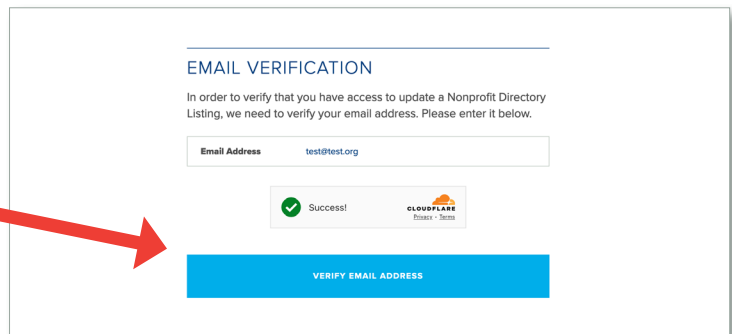 EMAIL VERIFICATION
In order to verify that you have access to update a Nonprofit Directory
Listing, we need to verify your email address. Please enter it below.
Email Address test@test.org
Success!
CLOUDFLARE
Privacy • Terms
VERIFY EMAIL ADDRESS